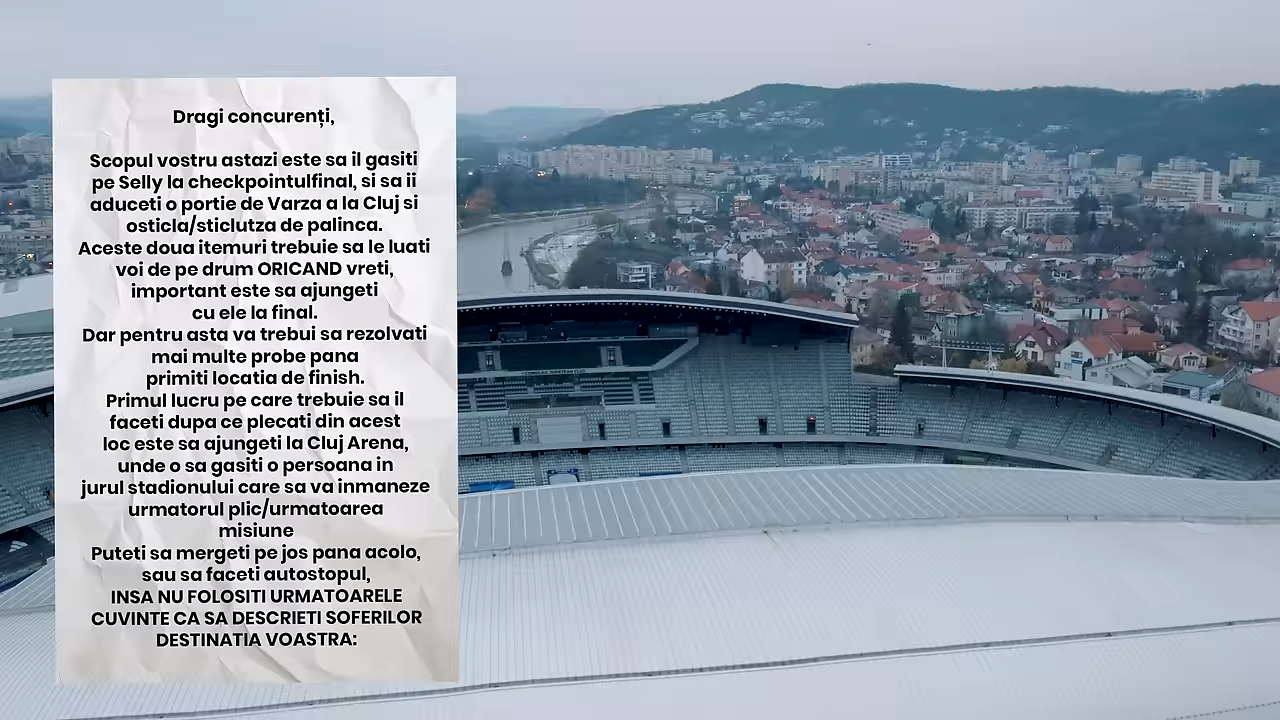 Dragi concurenți,
Scopul vostru astazi este sa il gasiti
pe Selly la checkpointulfinal, si sa ii
aduceti o portie de Varza a la Cluj si
osticla/sticlutza de palinca.
Aceste doua itemuri trebuie sa le luati
voi de pe drum ORICAND vreti,
important este sa ajungeti
cu ele la final.
Dar pentru asta va trebui sa rezolvati
mai multe probe pana
primiti locatia de finish.
Primul lucru pe care trebuie sa il
faceti dupa ce plecati din acest
loc este sa ajungeti la Cluj Arena,
unde o sa gasiti o persoana in
jurul stadionului care sa va inmaneze
urmatorul plic/urmatoarea
misiune
Puteti sa mergeti pe jos pana acolo,
sau sa faceti autostopul,
INSA NU FOLOSITI URMATOARELE
CUVINTE CA SA DESCRIETI SOFERILOR
DESTINATIA VOASTRA:
CONSILIUL JUDETEAN CLUJ